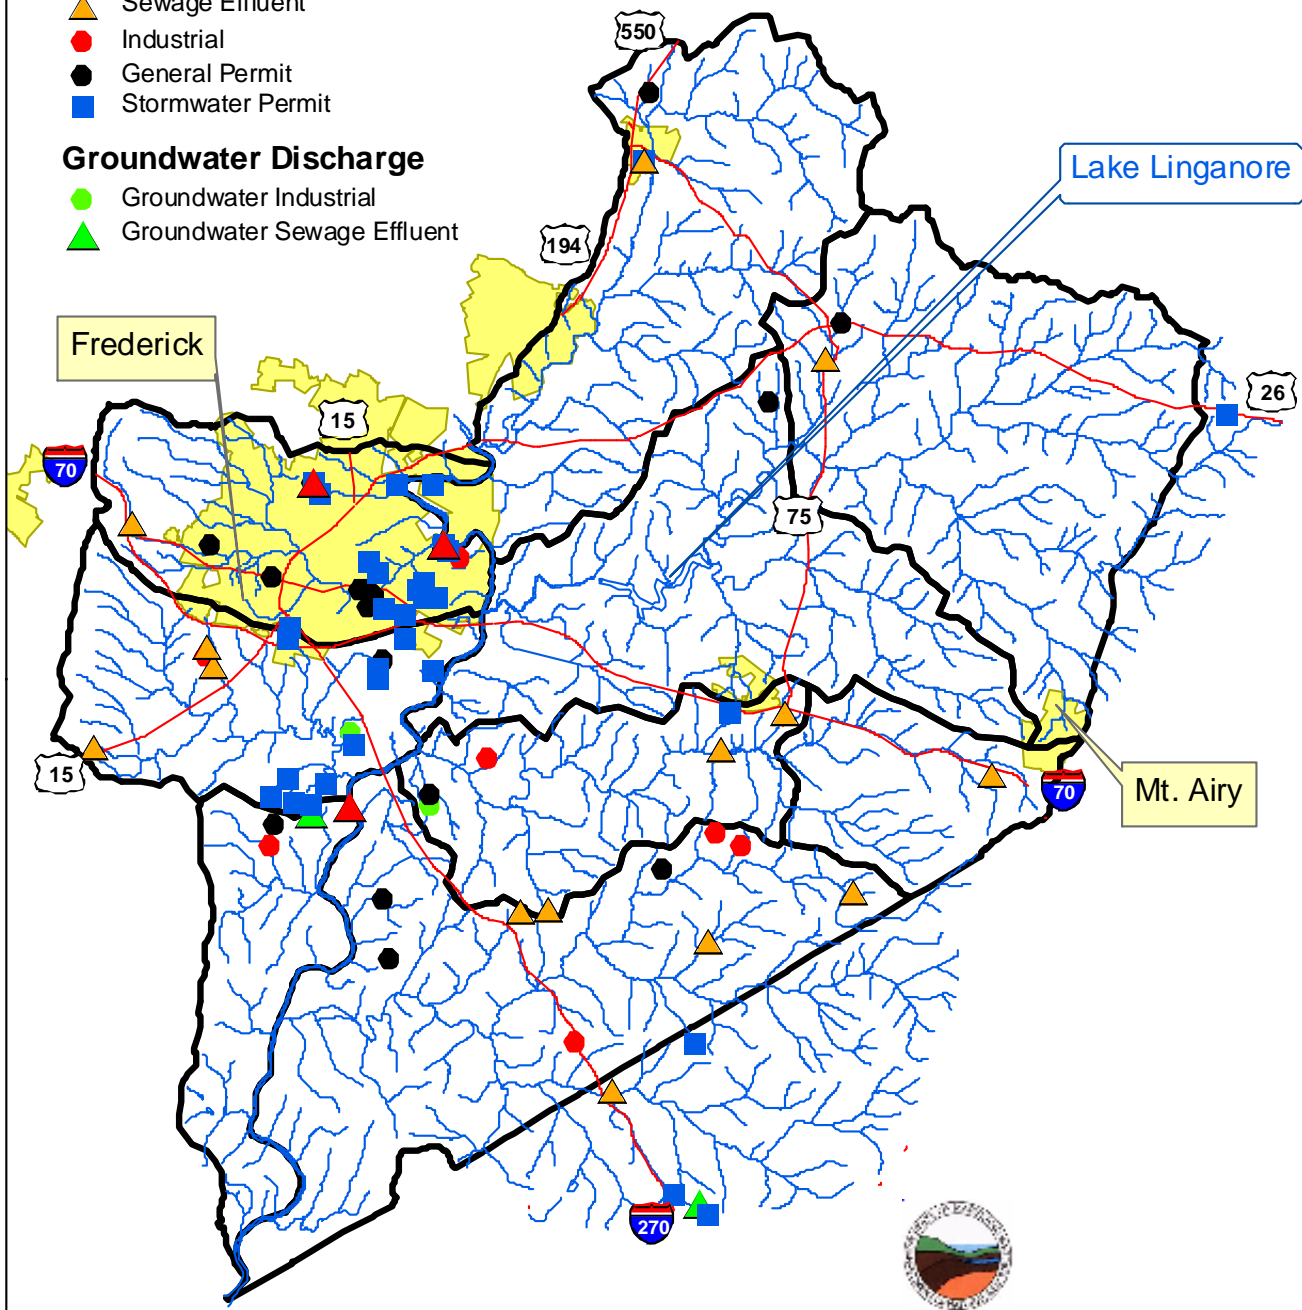 Sewage Effluent
Industrial
General Permit
Stormwater Permit
Groundwater Discharge
Groundwater Industrial
Groundwater Sewage Effluent
550
Lake Linganore
194
Frederick
15
26
70
75
15
70
Mt. Airy
270